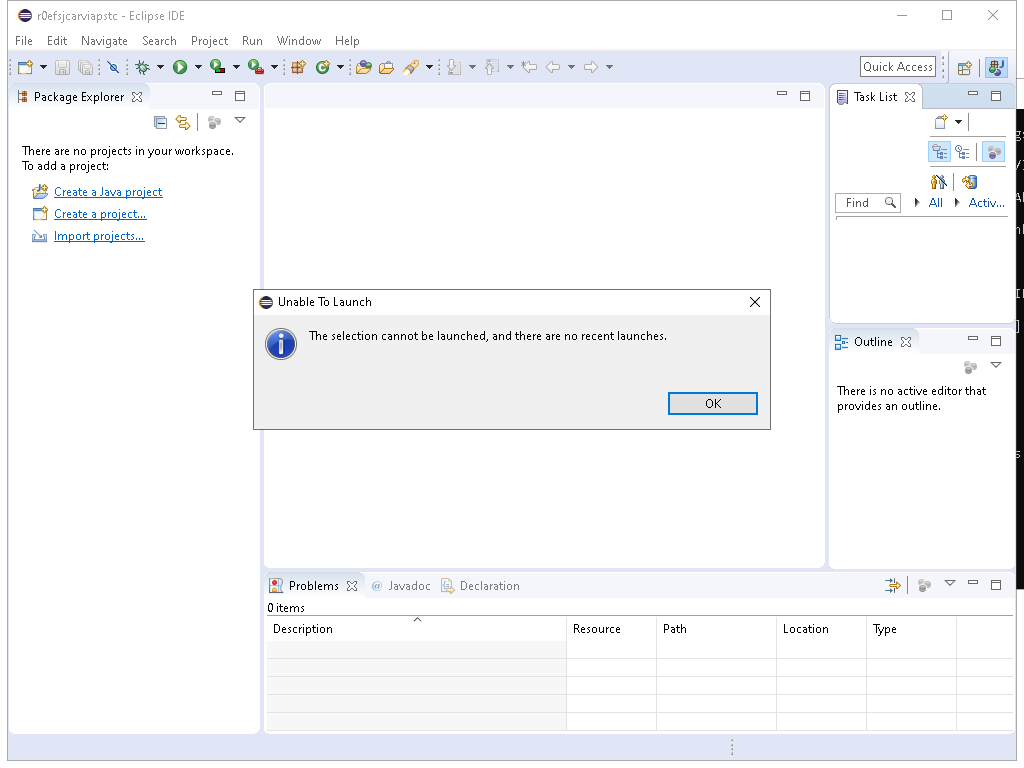 r0efsjcarviapstc - Eclipse IDE
File Edit Navigate Search Project Run Window Help
Quick Access
Package Explorer
There are no projects in your workspace.
To add a project:
Create a Java project
Create a project...
Import projects...
Task List
Find All Activ...
Unable To Launch
The selection cannot be launched, and there are no recent launches.
OK
Outline
There is no active editor that
provides an outline.
Problems @ Javadoc Declaration
0 items
Description Resource Path Location Type